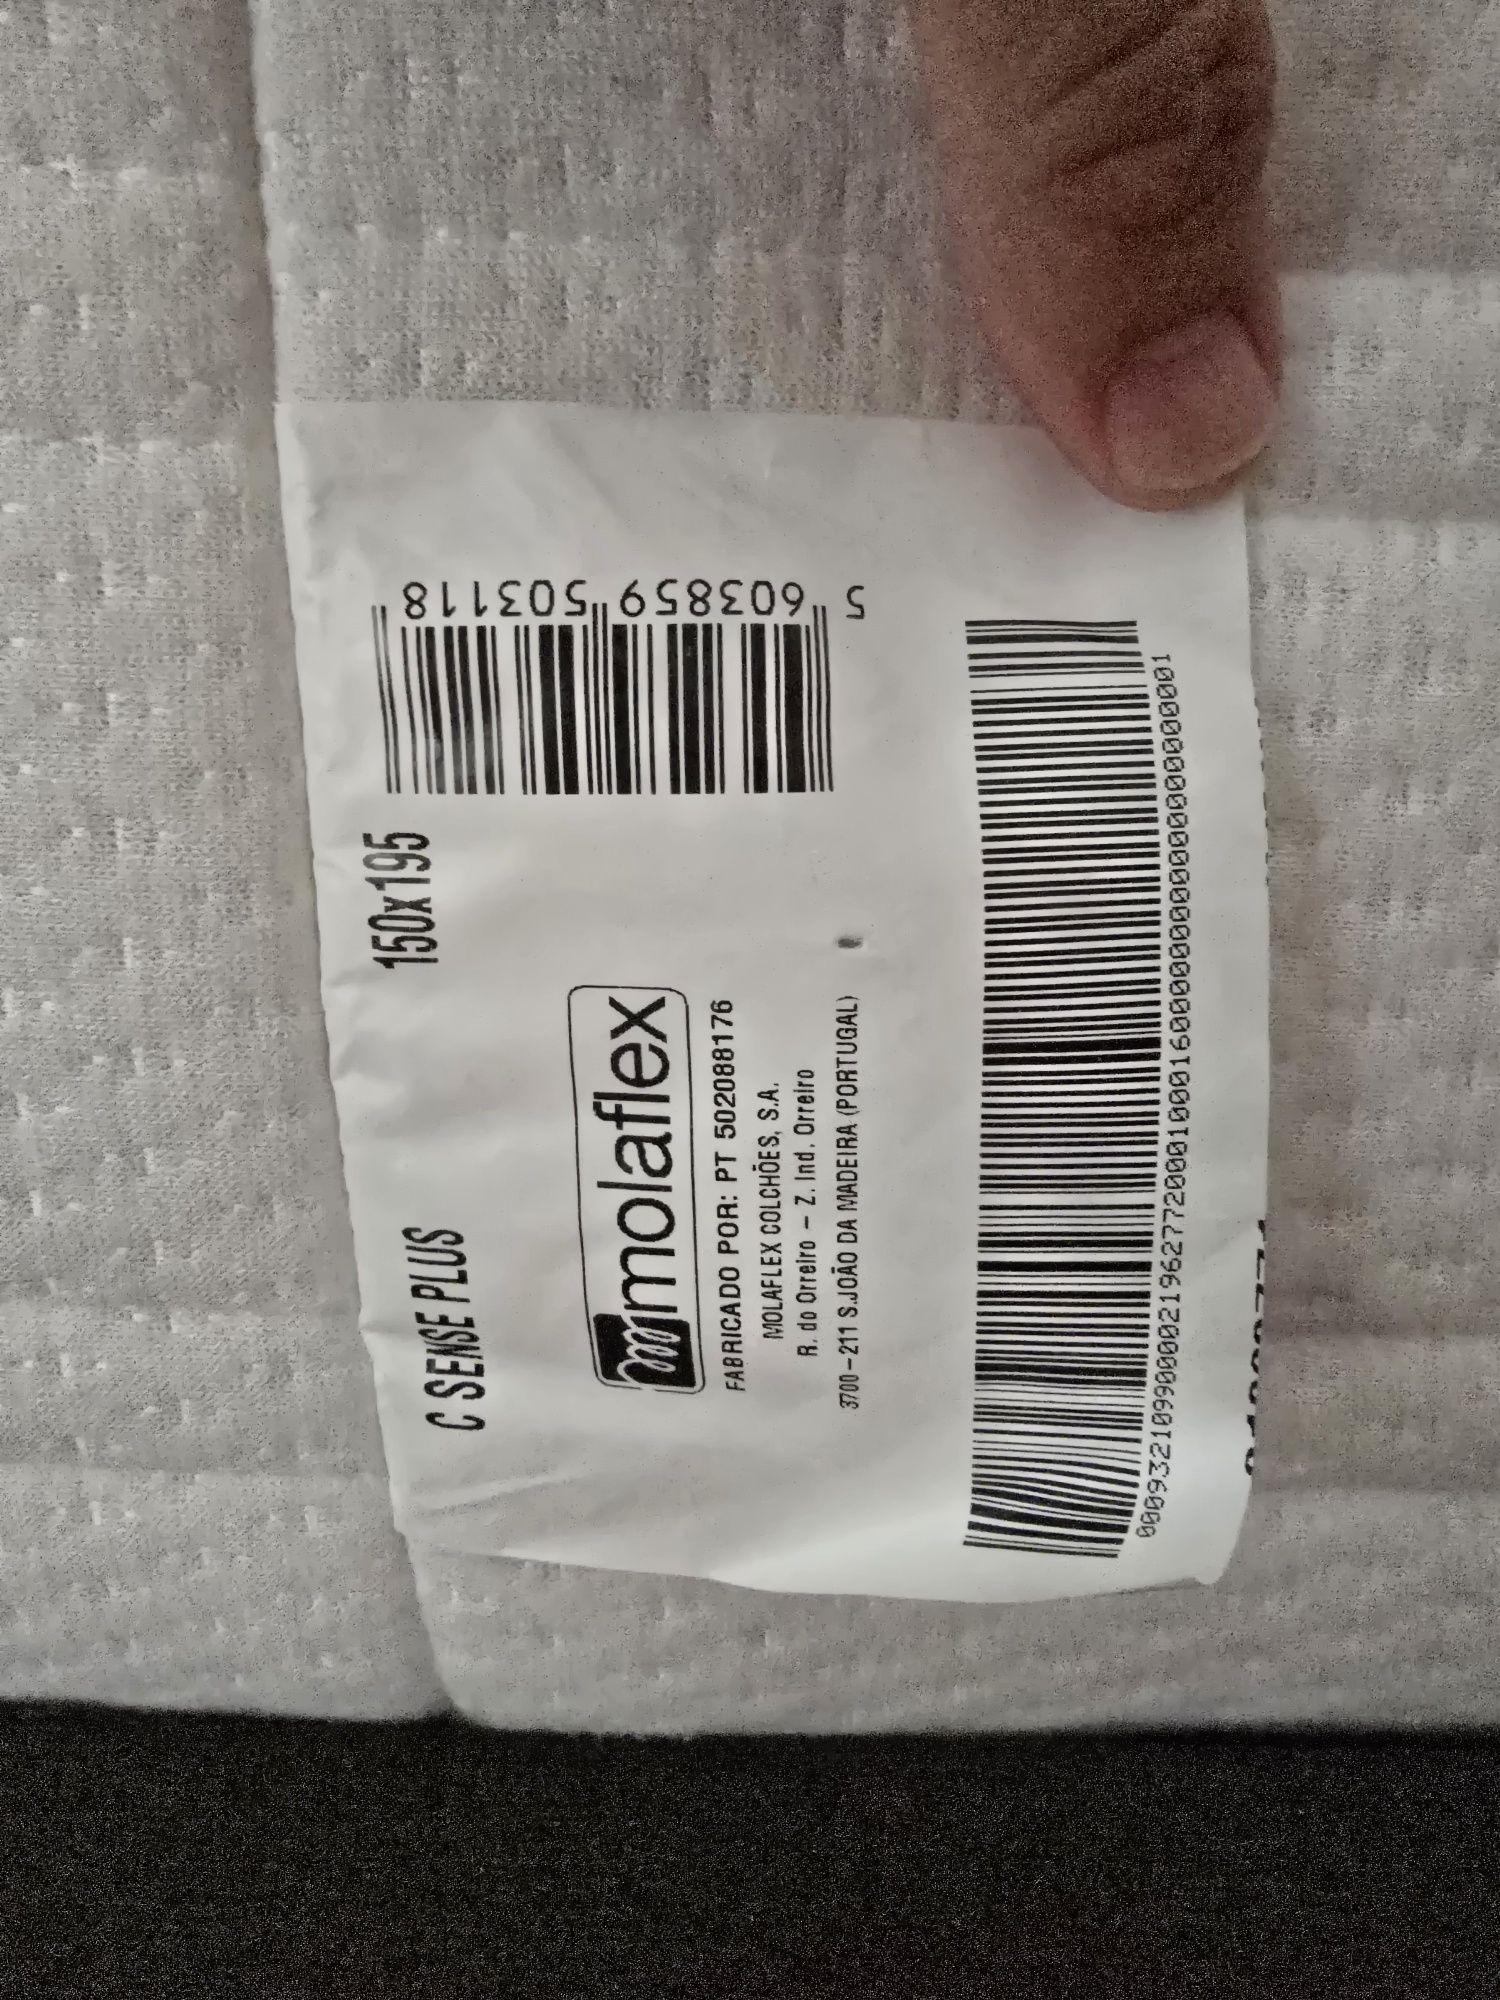 C SENSE PLUS 150x195
molaflex
FABRICADO POR: PT 502088176
MOLAFLEX COLCHÕES, S.A.
R. do Orreiro - Z. Ind. Orreiro
3700-211 S.JOÃO DA MADEIRA (PORTUGAL)
5 603859 503118